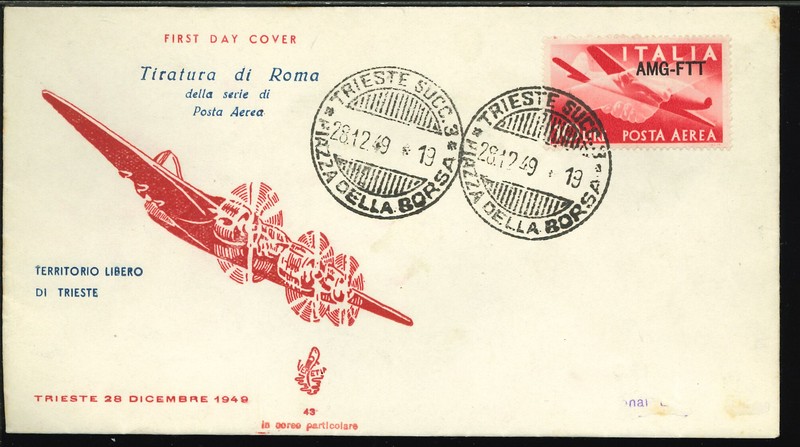 FIRST DAY COVER
Tiratura di Roma
della serie di
Posta Aerea
TRIESTE SUCC. 3
28.12.49 * 19
* PIAZZA DELLA BORSA *
TRIESTE SUCC. 3
28.12.49 19
* PIAZZA DELLA BORSA *
ITALIA
AMG-FTT
POSTA AEREA
TERRITORIO LIBERO
DI TRIESTE
TRIESTE 28 DICEMBRE 1949
43
in corso particolare